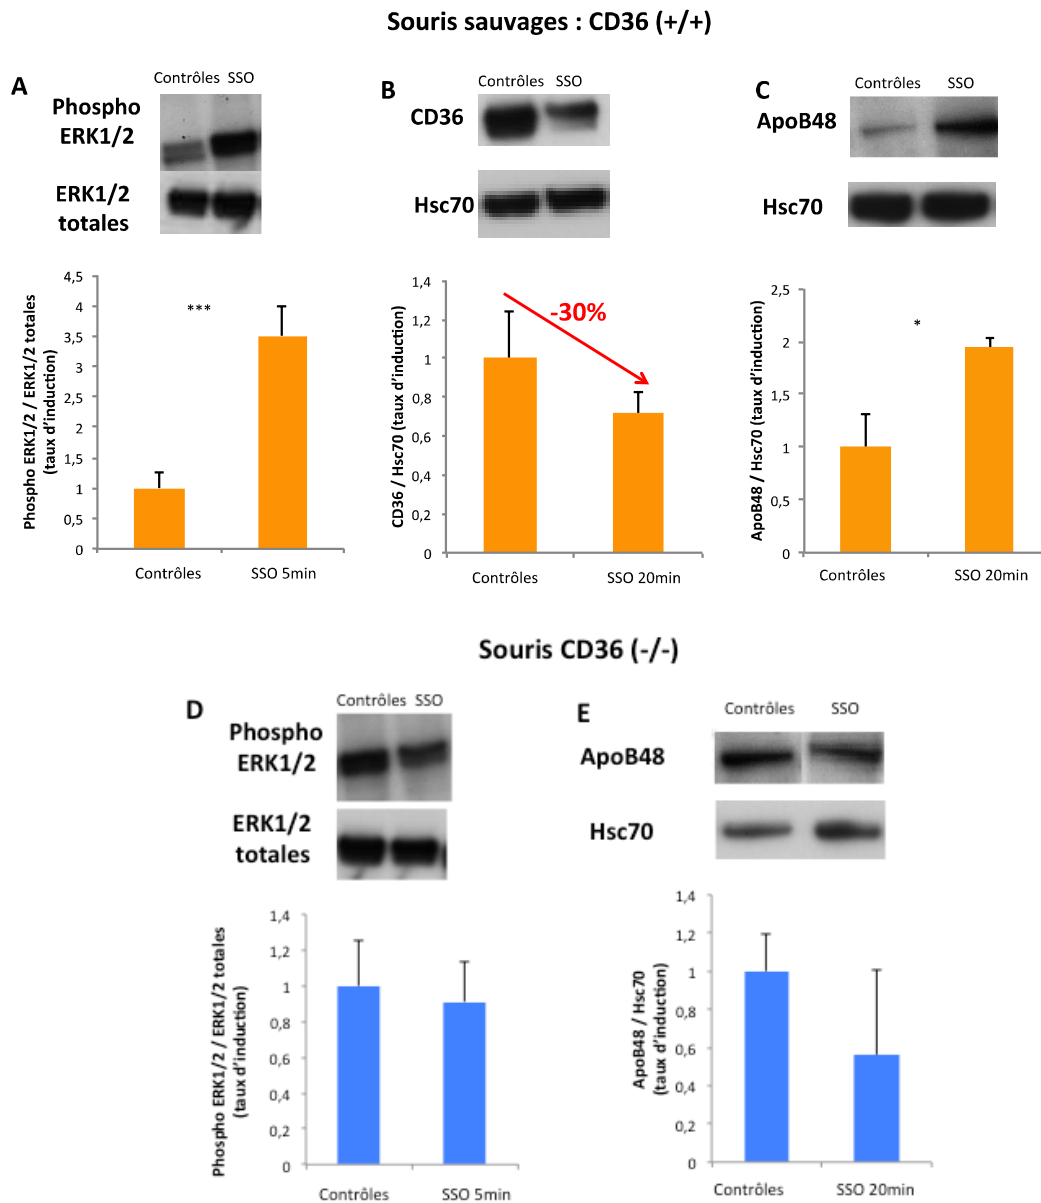 Souris sauvages : CD36 (+/+)
A
Contrôles SSO
Phospho
ERK1/2
ERK1/2
totales
4,5
4
3,5
3
2,5
2
1,5
1
0,5
0
Phospho ERK1/2 / ERK1/2 totales
(taux d'induction)
***
Contrôles SSO 5min
B
Contrôles SSO
CD36
Hsc70
1,4
1,2
1
0,8
0,6
0,4
0,2
0
CD36 / Hsc70 (taux d'induction)
-30%
Contrôles SSO 20min
C
Contrôles SSO
ApoB48
Hsc70
2,5
2
1,5
1
0,5
0
ApoB48 / Hsc70 (taux d'induction)
*
Contrôles SSO 20min
Souris CD36 (-/-)
D
Contrôles SSO
Phospho
ERK1/2
ERK1/2
totales
1,4
1,2
1
0,8
0,6
0,4
0,2
0
Phospho ERK1/2 / ERK1/2 totales
(taux d'induction)
Contrôles SSO 5min
E
Contrôles SSO
ApoB48
Hsc70
1,4
1,2
1
0,8
0,6
0,4
0,2
0
ApoB48 / Hsc70
(taux d'induction)
Contrôles SSO 20min